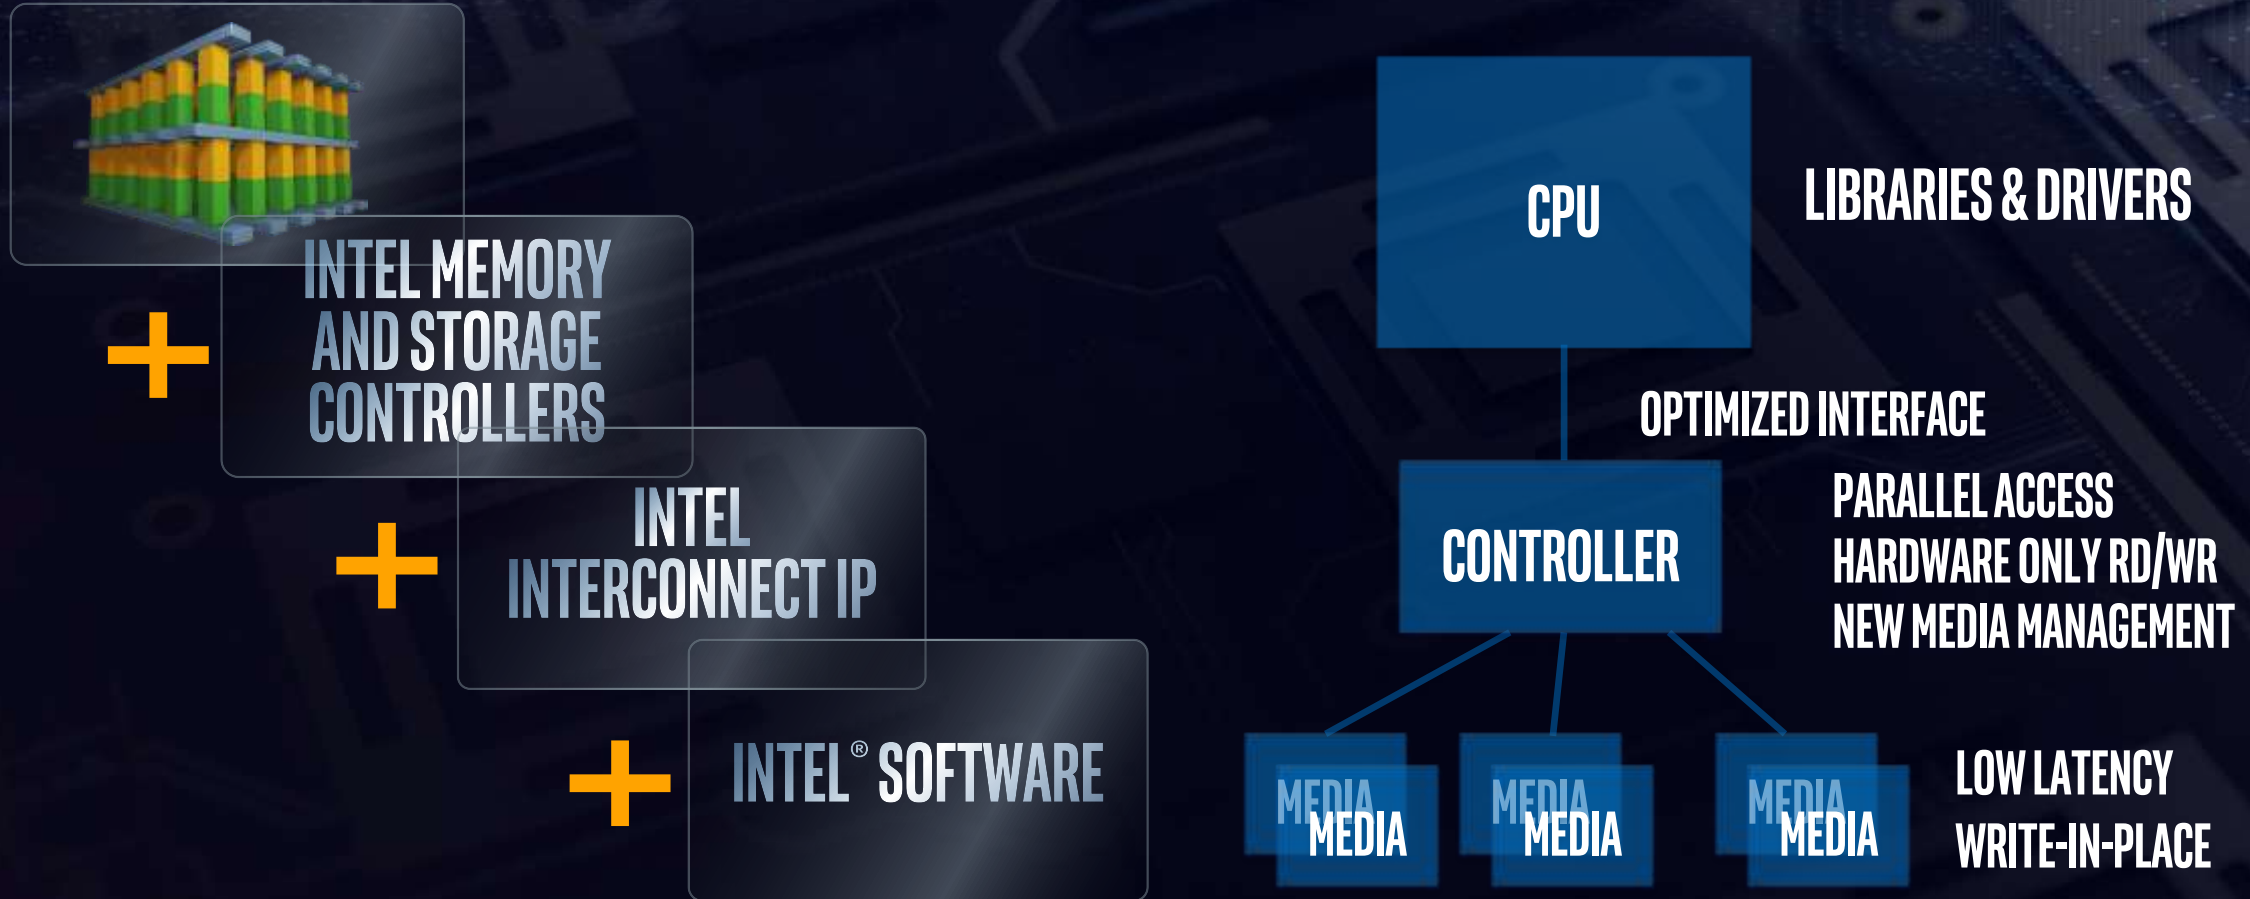 INTEL MEMORY
AND STORAGE
CONTROLLERS
INTEL
INTERCONNECT IP
INTEL® SOFTWARE
CPU
LIBRARIES & DRIVERS
OPTIMIZED INTERFACE
CONTROLLER
PARALLEL ACCESS
HARDWARE ONLY RD/WR
NEW MEDIA MANAGEMENT
MEDIA
MEDIA
MEDIA
MEDIA
MEDIA
MEDIA
LOW LATENCY
WRITE-IN-PLACE